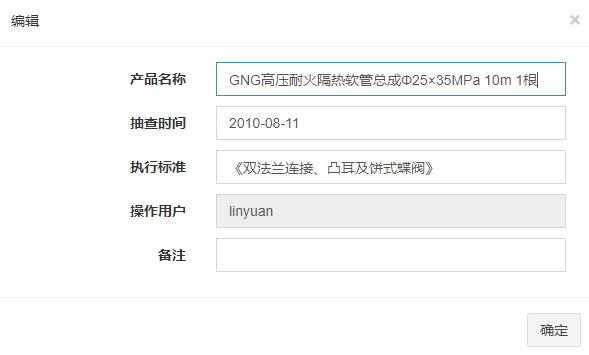 编辑 ×
产品名称 GNG高压耐火隔热软管总成Φ25×35MPa 10m 1根
抽查时间 2010-08-11
执行标准 《双法兰连接、凸耳及饼式蝶阀》
操作用户 linyuan
备注
确定